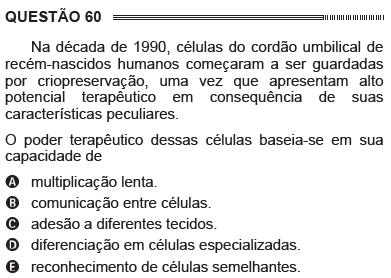 QUESTÃO 60
Na década de 1990, células do cordão umbilical de
recém-nascidos humanos começaram a ser guardadas
por criopreservação, uma vez que apresentam alto
potencial terapêutico em consequência de suas
características peculiares.
O poder terapêutico dessas células baseia-se em sua
capacidade de
A multiplicação lenta.
B comunicação entre células.
C adesão a diferentes tecidos.
D diferenciação em células especializadas.
E reconhecimento de células semelhantes.